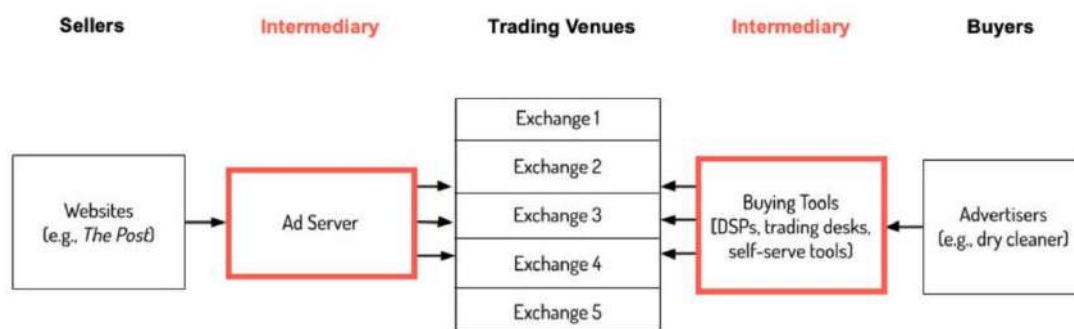 Sellers
Intermediary
Trading Venues
Intermediary
Buyers
Websites
(e.g., The Post)
Ad Server
Exchange 1
Exchange 2
Exchange 3
Exchange 4
Exchange 5
Buying Tools
[DSPs, trading desks,
self-serve tools)
Advertisers
(e.g., dry cleaner)